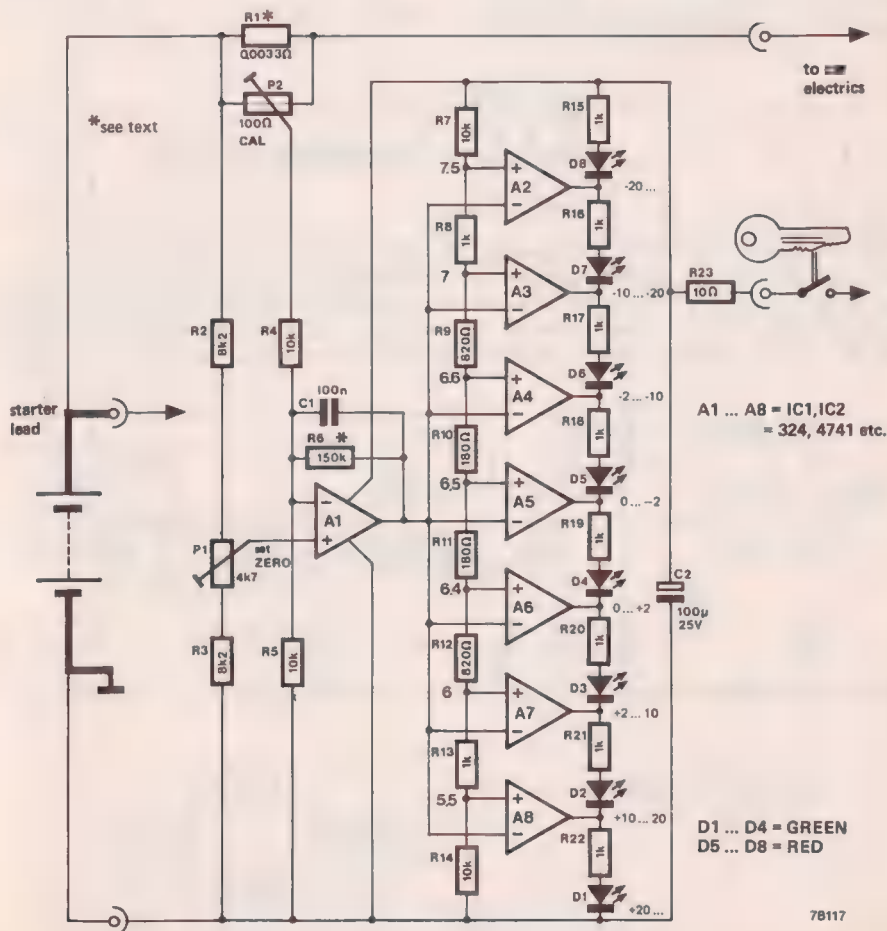 R1*
0.0033Ω
P2
100Ω
CAL
to
electrics
*see text
R7
10k
R15
1k
7.5
A2
+
−
D8
-20...
R8
1k
R16
1k
7
A3
+
−
D7
-10...-20
R23
10Ω
R2
8k2
R4
10k
R9
820Ω
R17
1k
6.6
A4
+
−
D6
-2...-10
starter
lead
C1
100n
R6 *
150k
R10
180Ω
R18
1k
A1 ... A8 = IC1, IC2
= 324, 4741 etc.
6.5
A5
+
−
D5
0...-2
A1
−
+
P1
4k7
set
ZERO
R11
180Ω
R19
1k
6.4
A6
+
−
D4
0...+2
C2
100µ
25V
R3
8k2
R5
10k
R12
820Ω
R20
1k
6
A7
+
−
D3
+2...10
R13
1k
R21
1k
5.5
A8
+
−
D2
+10...20
R14
10k
R22
1k
D1 ... D4 = GREEN
D5 ... D8 = RED
D1
+20...
78117